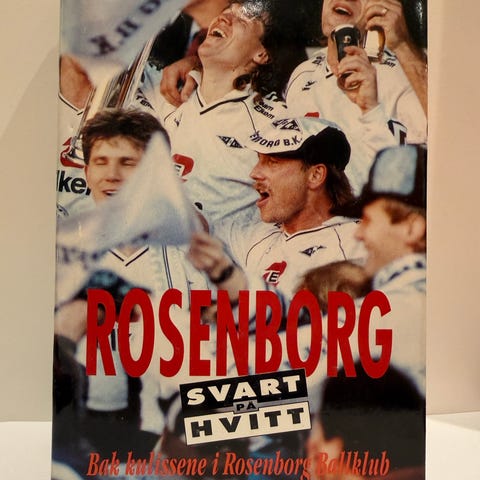 ROSENBORG
SVART
PÅ
HVITT
Bak kulissene i Rosenborg Ballklub